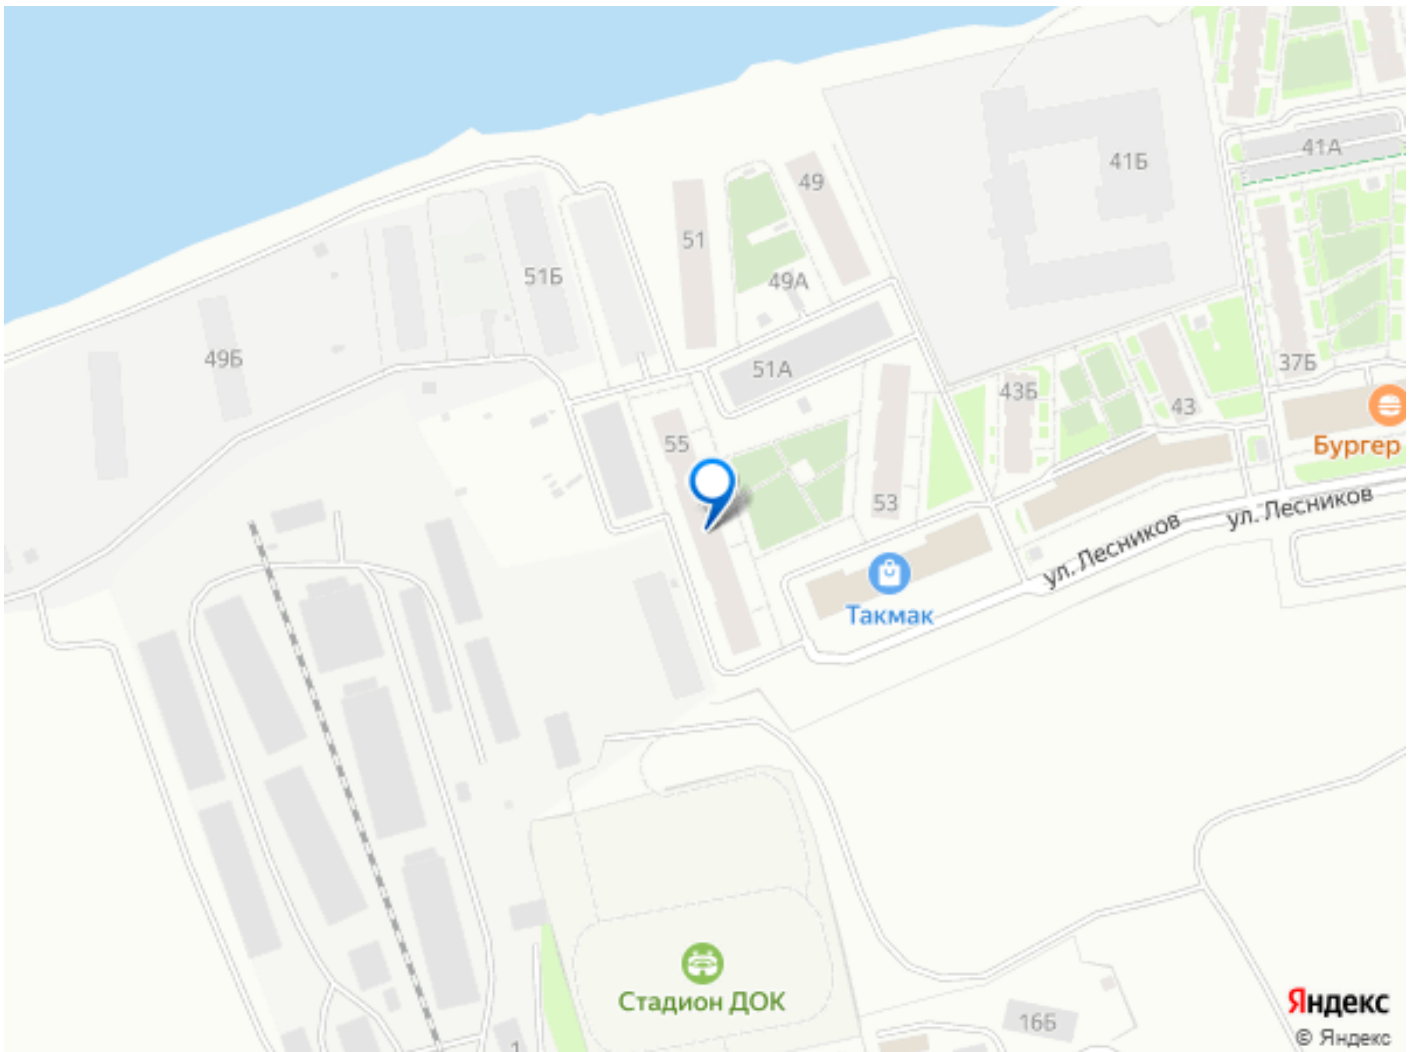 41А
41Б
49
51
49А
51Б
49Б
51А
37Б
43Б
43
Бургер
55
53
ул. Лесников
ул. Лесников
Такмак
Стадион ДОК
16Б
1
Яндекс
© Яндекс